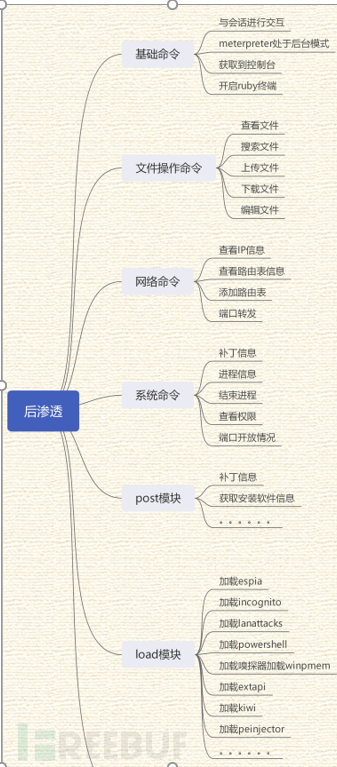 基础命令
与会话进行交互
meterpreter处于后台模式
获取到控制台
开启ruby终端
文件操作命令
查看文件
搜索文件
上传文件
下载文件
编辑文件
网络命令
查看IP信息
查看路由表信息
添加路由表
端口转发
后渗透
系统命令
补丁信息
进程信息
结束进程
查看权限
端口开放情况
post模块
补丁信息
获取安装软件信息
。。。。。。
load模块
加载espia
加载incognito
加载lanattacks
加载powershell
加载嗅探器加载winpmem
加载extapi
加载kiwi
加载peinjector
。。。。。。
FREEBUF